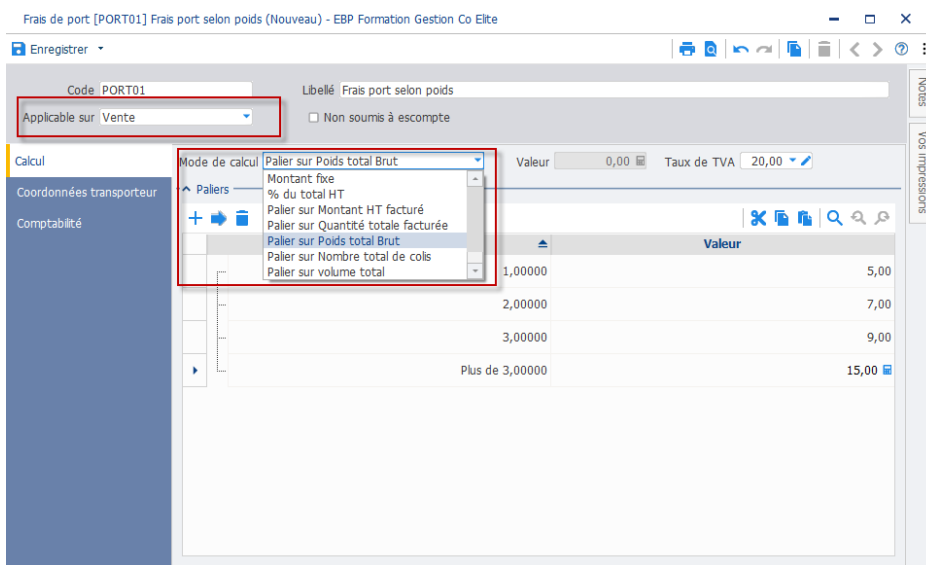 Frais de port [PORT01] Frais port selon poids (Nouveau) - EBP Formation Gestion Co Elite
Enregistrer
Code PORT01 Libellé Frais port selon poids
Applicable sur Vente Non soumis à escompte
Notes
Vos impressions
Calcul
Coordonnées transporteur
Comptabilité
Mode de calcul Palier sur Poids total Brut Valeur 0,00 Taux de TVA 20,00
Paliers
Montant fixe
% du total HT
Palier sur Montant HT facturé
Palier sur Quantité totale facturée
Palier sur Poids total Brut
Palier sur Nombre total de colis
Palier sur volume total
Valeur
1,00000 5,00
2,00000 7,00
3,00000 9,00
Plus de 3,00000 15,00